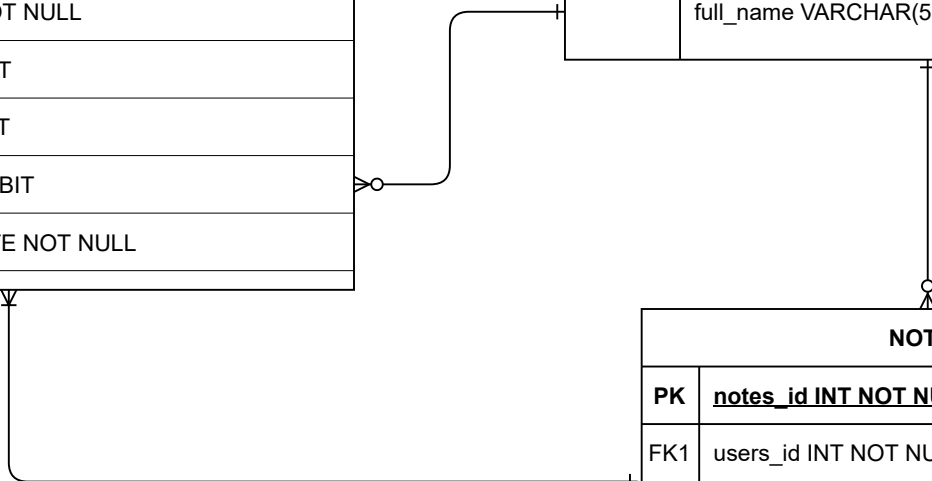 OT NULL
T
T
BIT
E NOT NULL
full_name VARCHAR(5
NOT
PK notes_id INT NOT NU
FK1 users_id INT NOT NU